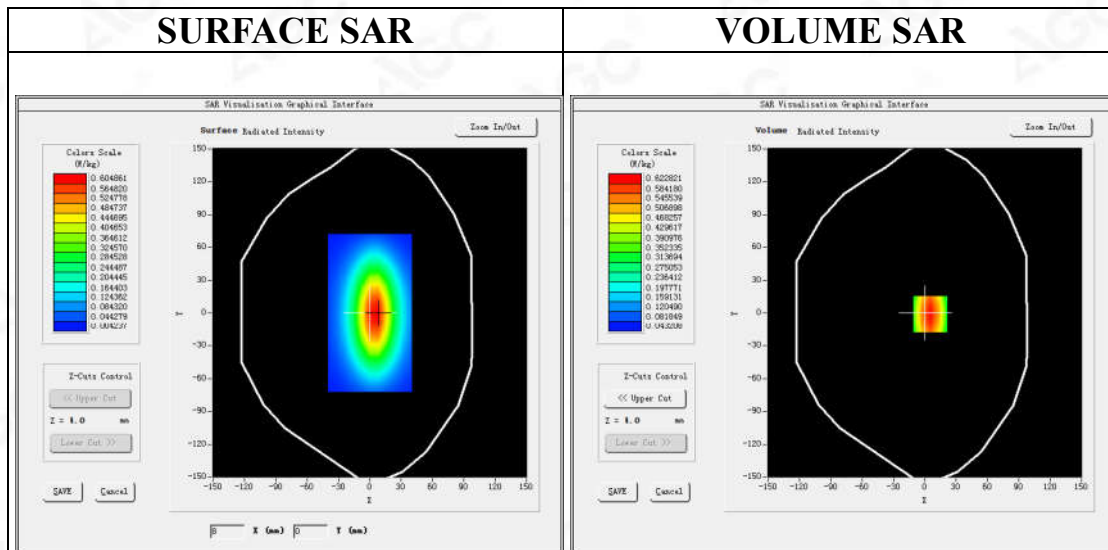 SURFACE SAR
VOLUME SAR
SAR Visualisation Graphical Interface
Surface Radiated Intensity
Zoom In/Out
Colors Scale
(W/kg)
0.604861
0.564820
0.524778
0.484737
0.444695
0.404653
0.364612
0.324570
0.284528
0.244487
0.204445
0.164403
0.124362
0.084320
0.044279
0.004237
150
120
90
60
30
0
-30
-60
-90
-120
-150
Y
-150 -120 -90 -60 -30 0 30 60 90 120 150
X
Z-Cuts Control
<< Upper Cut
Z = 4.0 mm
Lower Cut >>
SAVE Cancel
8 X (mm) 0 Y (mm)
SAR Visualisation Graphical Interface
Volume Radiated Intensity
Zoom In/Out
Colors Scale
(W/kg)
0.622821
0.584180
0.545539
0.506898
0.468257
0.429617
0.390976
0.352335
0.313694
0.275053
0.236412
0.197771
0.159131
0.120490
0.081849
0.043208
150
120
90
60
30
0
-30
-60
-90
-120
-150
Y
-150 -120 -90 -60 -30 0 30 60 90 120 150
X
Z-Cuts Control
<< Upper Cut
Z = 4.0 mm
Lower Cut >>
SAVE Cancel